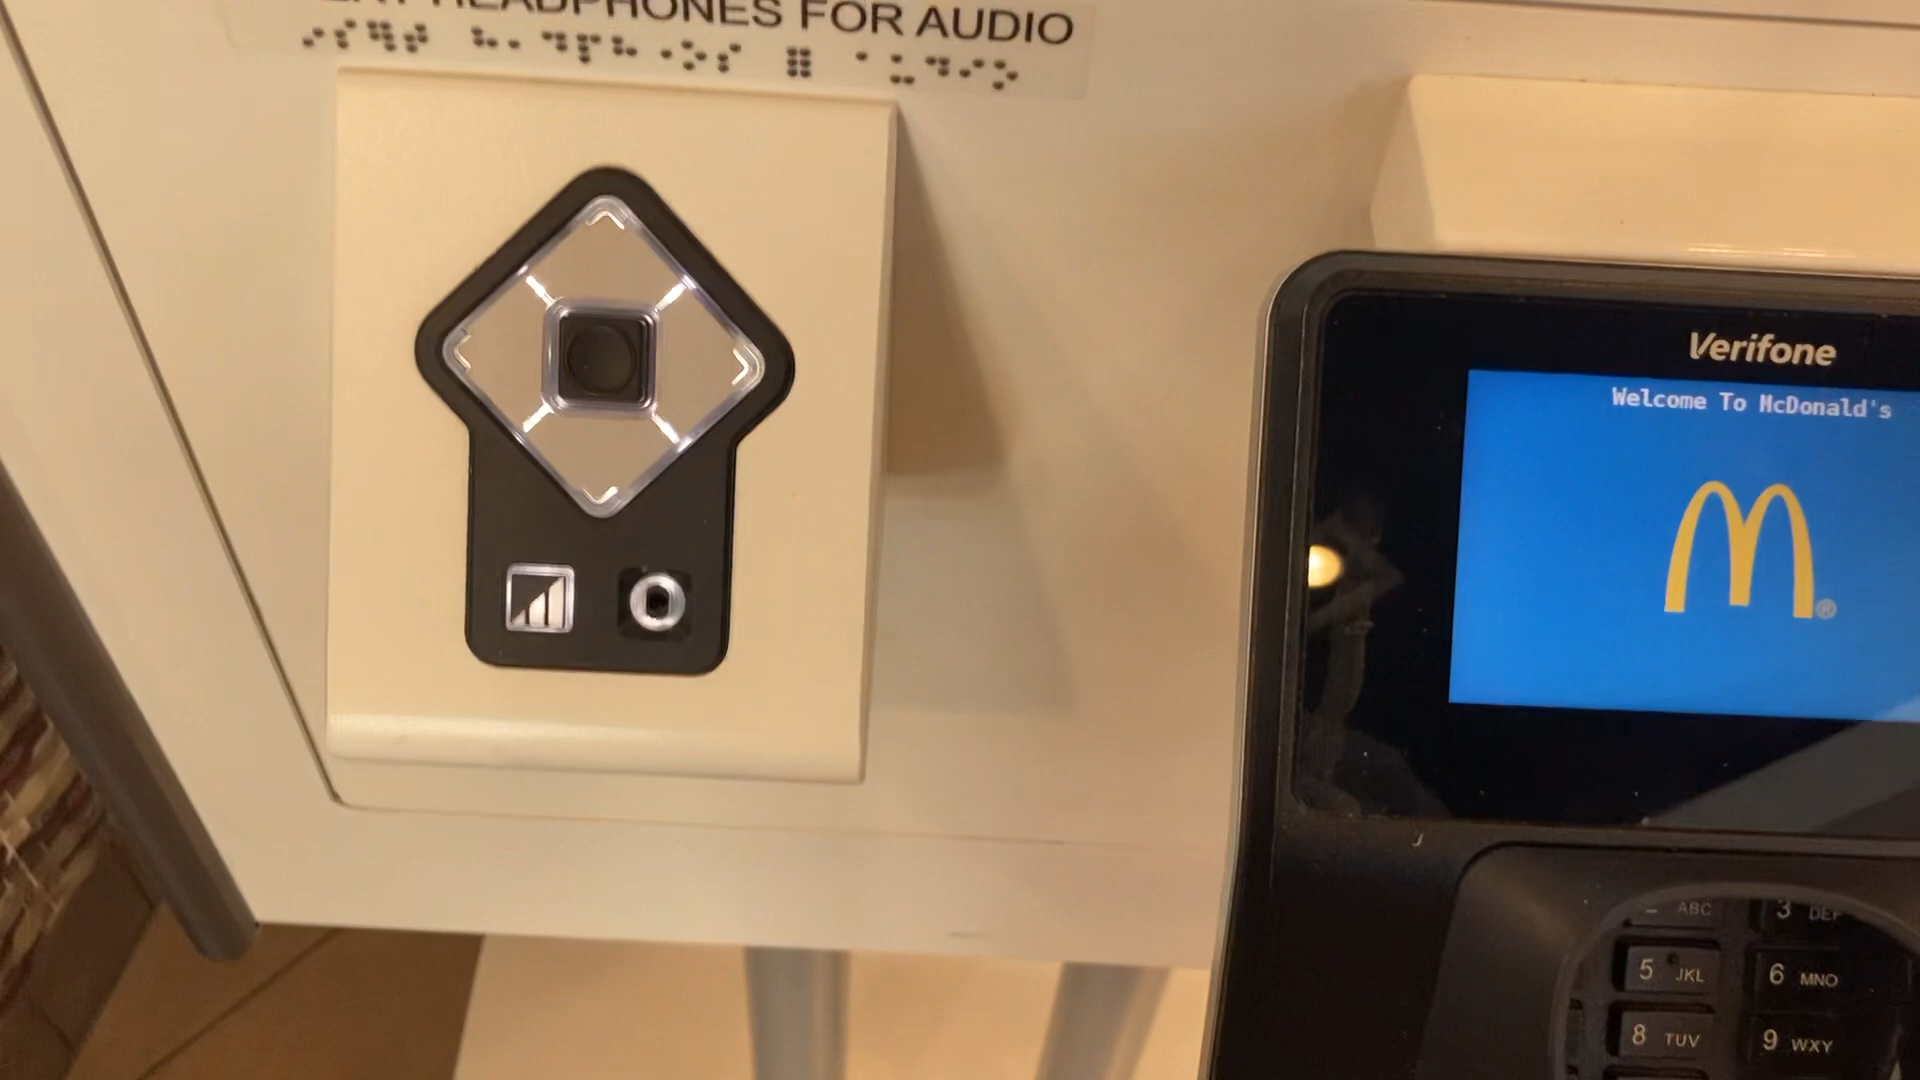 HEADPHONES FOR AUDIO
Verifone
Welcome To McDonald's
®
ABC
3 DEF
5 JKL
6 MNO
8 TUV
9 WXY